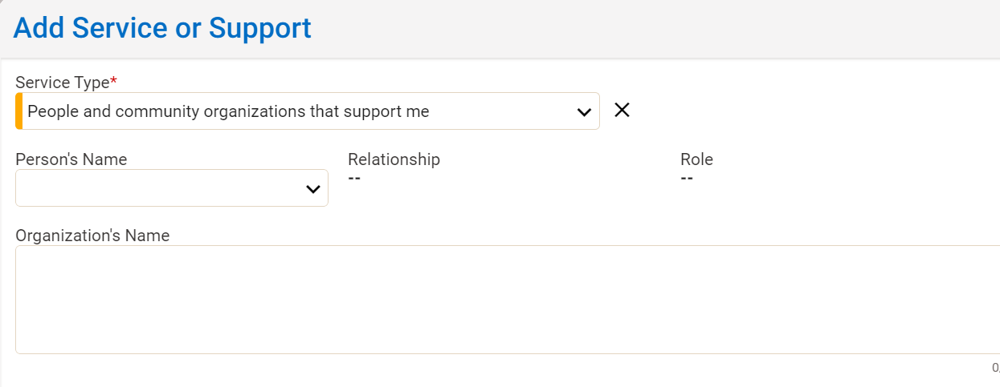 Add Service or Support
Service Type*
People and community organizations that support me
Person's Name Relationship Role
-- --
Organization's Name
0